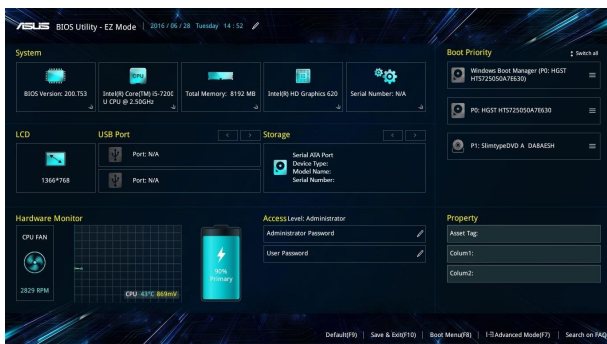 ASUS BIOS Utility - EZ Mode 2016 / 06 / 28 Tuesday 14 : 52
System
BIOS Version: 200.T53
CPU
Intel(R) Core(TM) i5-7200
U CPU @ 2.50GHz
Total Memory: 8192 MB
Intel(R) HD Graphics 620
Serial Number: N/A
Boot Priority
Switch all
Windows Boot Manager (P0: HGST
HTS725050A7E630)
P0: HGST HTS725050A7E630
P1: SlimtypeDVD A DA8AESH
LCD
1366*768
USB Port
< >
Port: N/A
Port: N/A
Storage
< >
Serial ATA Port
Device Type:
Model Name:
Serial Number:
Hardware Monitor
CPU FAN
2829 RPM
CPU 43°C 869mV
90%
Primary
Access Level: Administrator
Administrator Password
User Password
Property
Asset Tag:
Colum1:
Colum2:
Default(F9) | Save & Exit(F10) | Boot Menu(F8) | Advanced Mode(F7) | Search on FAQ